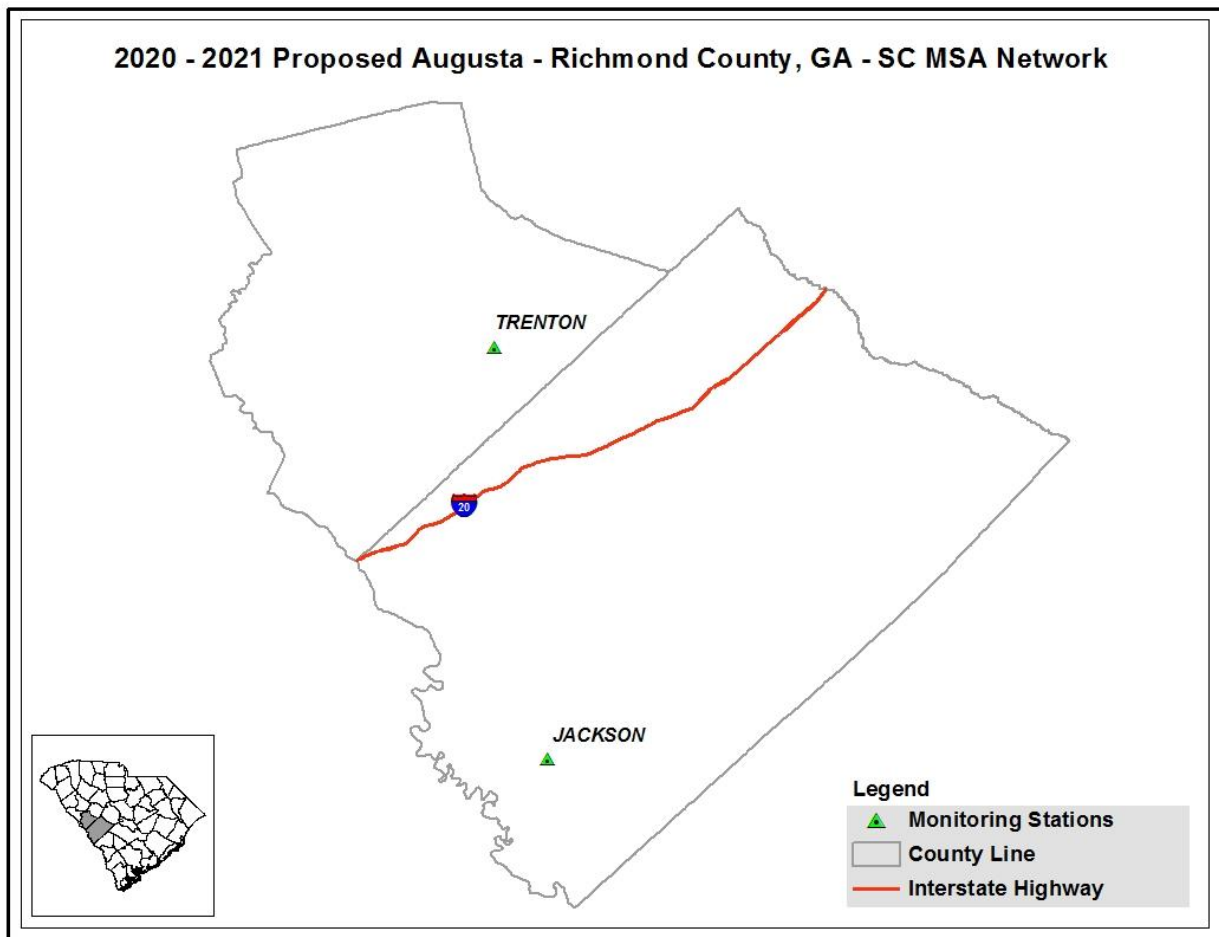 2020 - 2021 Proposed Augusta - Richmond County, GA - SC MSA Network
TRENTON
20
JACKSON
Legend
Monitoring Stations
County Line
Interstate Highway